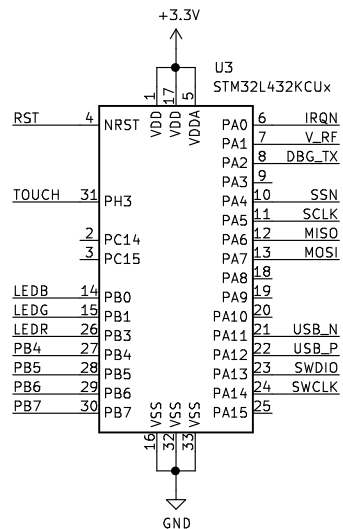 +3.3V
U3
STM32L432KCUx
1 17 5
VDD VDD VDDA
RST 4 NRST PA0 6 IRQN
PA1 7 V_RF
PA2 8 DBG_TX
PA3 9
TOUCH 31 PH3 PA4 10 SSN
PA5 11 SCLK
2 PC14 PA6 12 MISO
3 PC15 PA7 13 MOSI
PA8 18
LEDB 14 PB0 PA9 19
LEDG 15 PB1 PA10 20
LEDR 26 PB3 PA11 21 USB_N
PB4 27 PB4 PA12 22 USB_P
PB5 28 PB5 PA13 23 SWDIO
PB6 29 PB6 PA14 24 SWCLK
PB7 30 PB7 PA15 25
VSS VSS VSS
16 32 33
GND